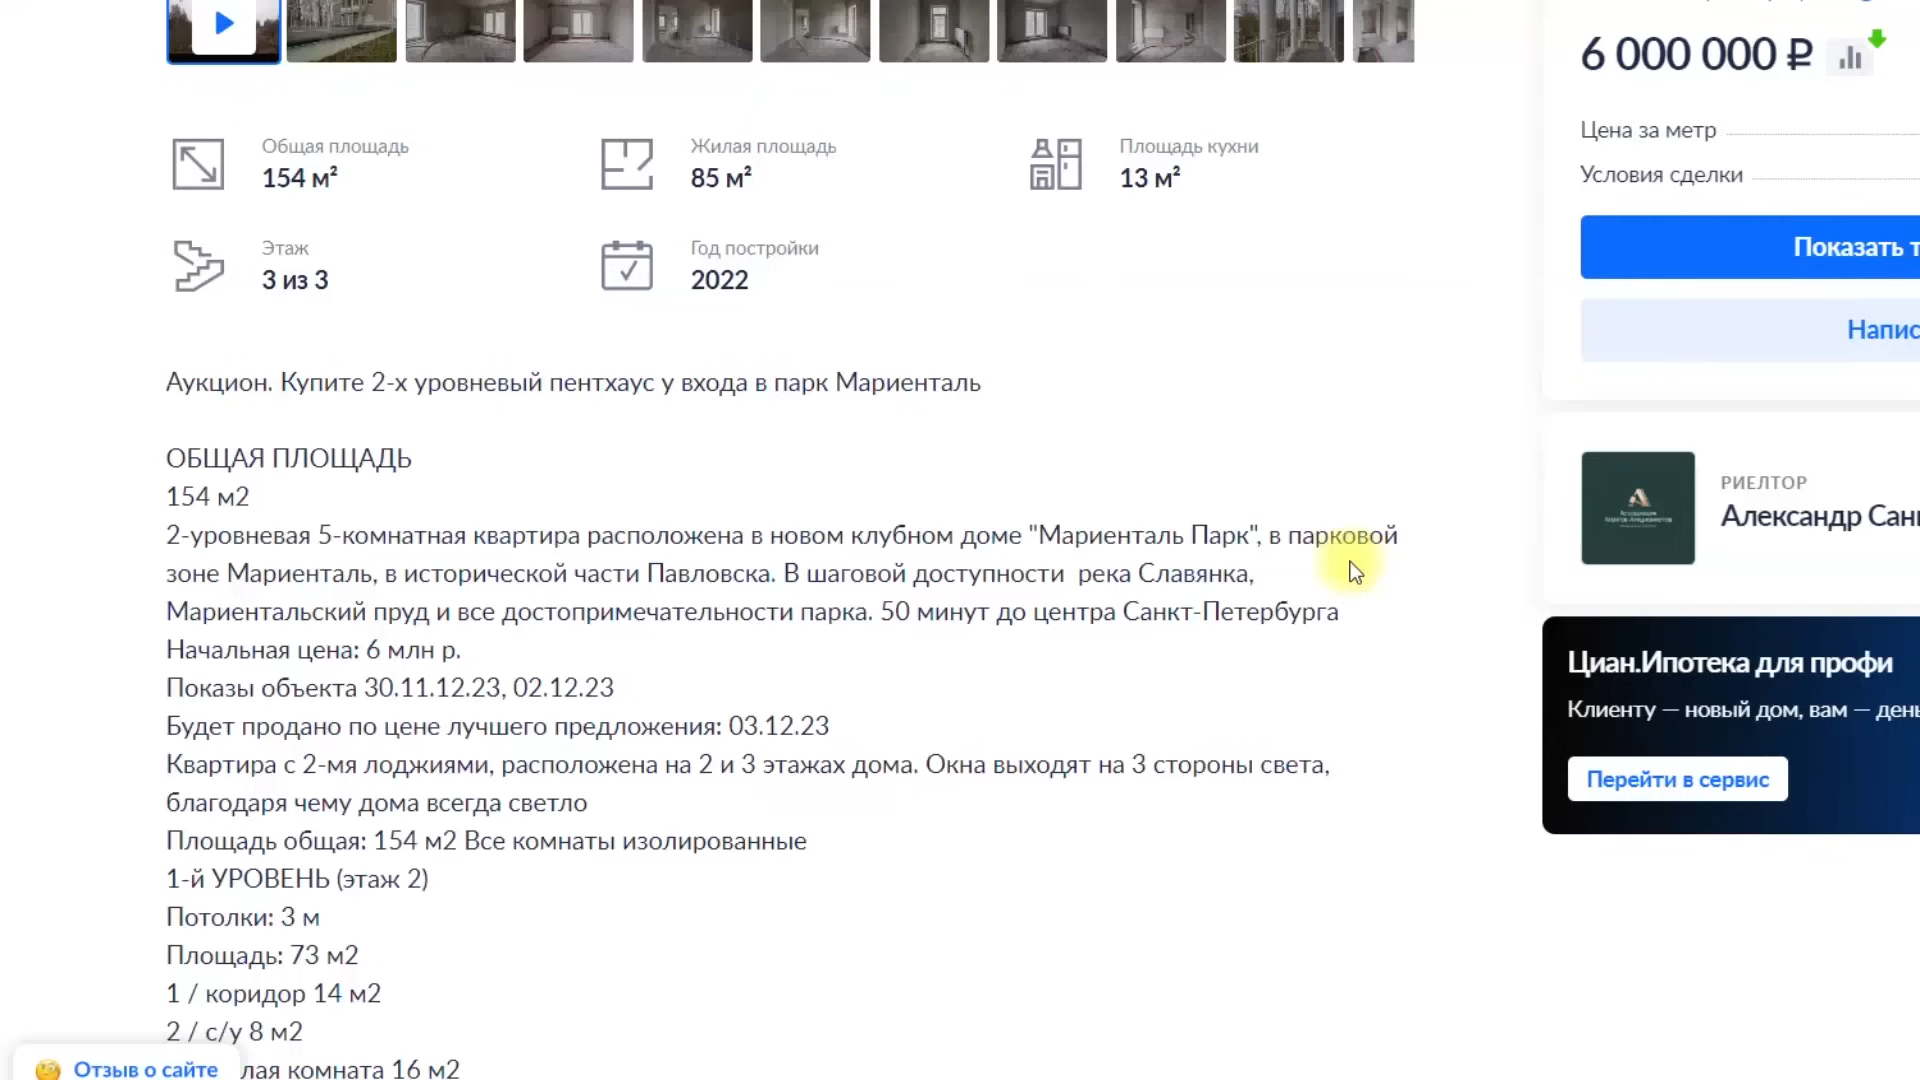 6 000 000 ₽
Общая площадь
154 м²
Жилая площадь
85 м²
Площадь кухни
13 м²
Цена за метр
Условия сделки
Показать т
Этаж
3 из 3
Год постройки
2022
Напис
Аукцион. Купите 2-х уровневый пентхаус у входа в парк Мариенталь
ОБЩАЯ ПЛОЩАДЬ
154 м2
2-уровневая 5-комнатная квартира расположена в новом клубном доме "Мариенталь Парк", в парковой
зоне Мариенталь, в исторической части Павловска. В шаговой доступности река Славянка,
Мариентальский пруд и все достопримечательности парка. 50 минут до центра Санкт-Петербурга
Начальная цена: 6 млн р.
Показы объекта 30.11.12.23, 02.12.23
Будет продано по цене лучшего предложения: 03.12.23
Квартира с 2-мя лоджиями, расположена на 2 и 3 этажах дома. Окна выходят на 3 стороны света,
благодаря чему дома всегда светло
Площадь общая: 154 м2 Все комнаты изолированные
1-й УРОВЕНЬ (этаж 2)
Потолки: 3 м
Площадь: 73 м2
1 / коридор 14 м2
2 / с/у 8 м2
лая комната 16 м2
Отзыв о сайте
РИЕЛТОР
Александр Сан
Циан.Ипотека для профи
Клиенту — новый дом, вам — ден
Перейти в сервис